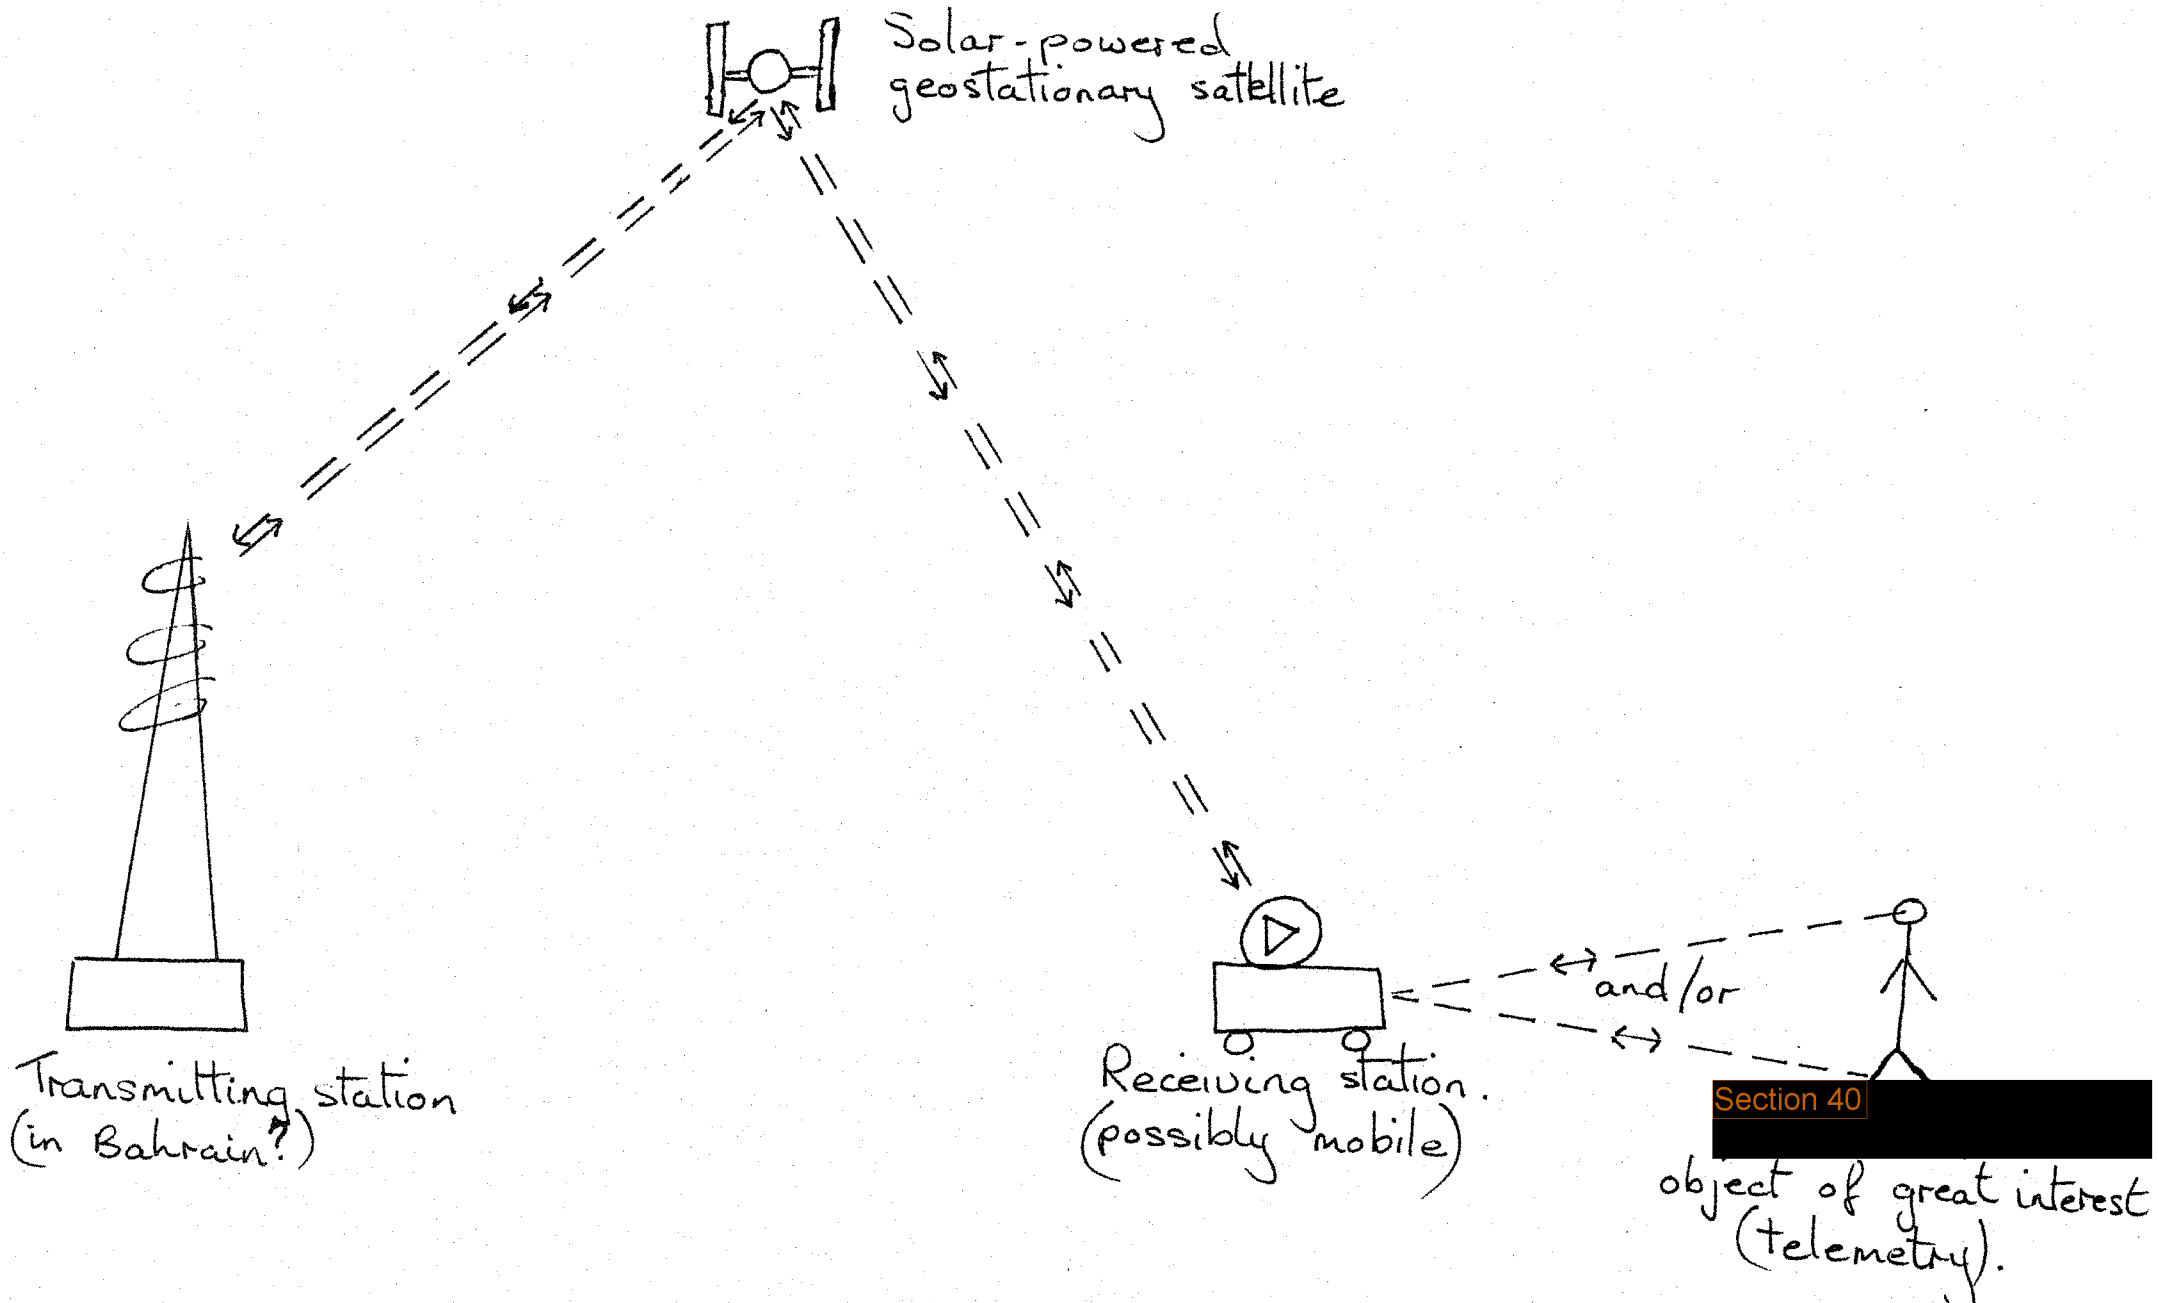 Solar-powered
geostationary satellite
and/or
Transmitting station
(in Bahrain?)
Receiving station.
(possibly mobile)
Section 40
object of great interest
(telemetry).